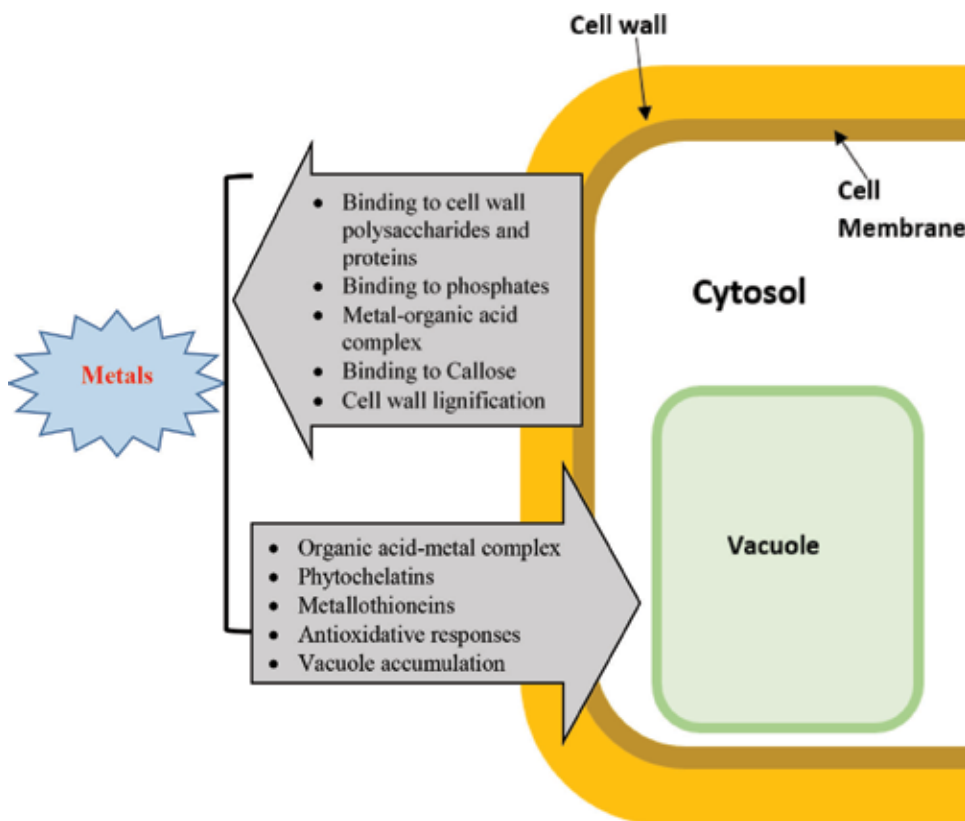 Cell wall
Cell
Membrane
• Binding to cell wall
polysaccharides and
proteins
• Binding to phosphates
• Metal-organic acid
complex
• Binding to Callose
• Cell wall lignification
Cytosol
Metals
Vacuole
• Organic acid-metal complex
• Phytochelatins
• Metallothioneins
• Antioxidative responses
• Vacuole accumulation